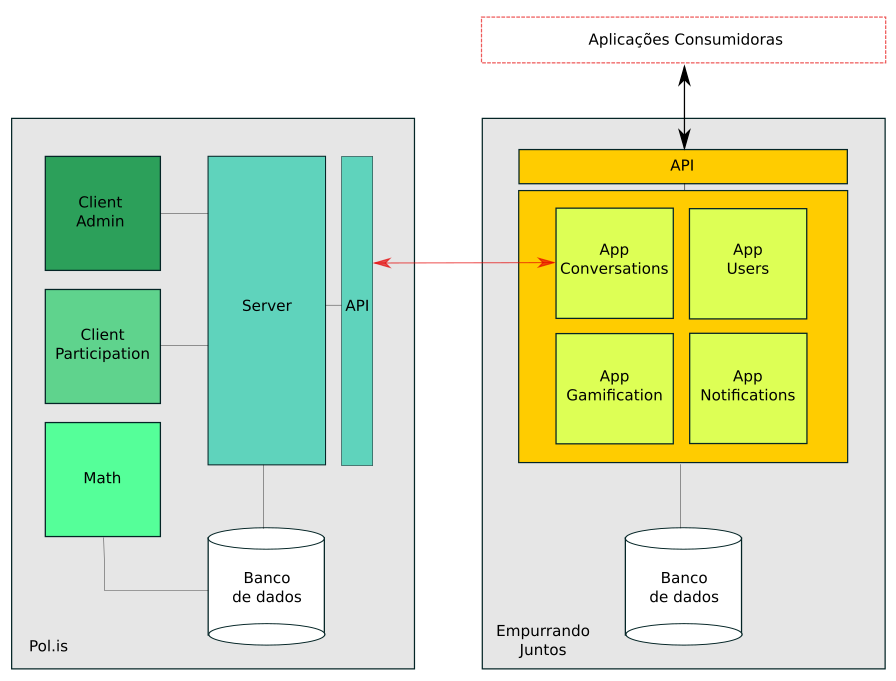 Aplicações Consumidoras
Client
Admin
Client
Participation
Math
Server
API
Banco
de dados
Pol.is
API
App
Conversations
App
Users
App
Gamification
App
Notifications
Banco
de dados
Empurrando
Juntos